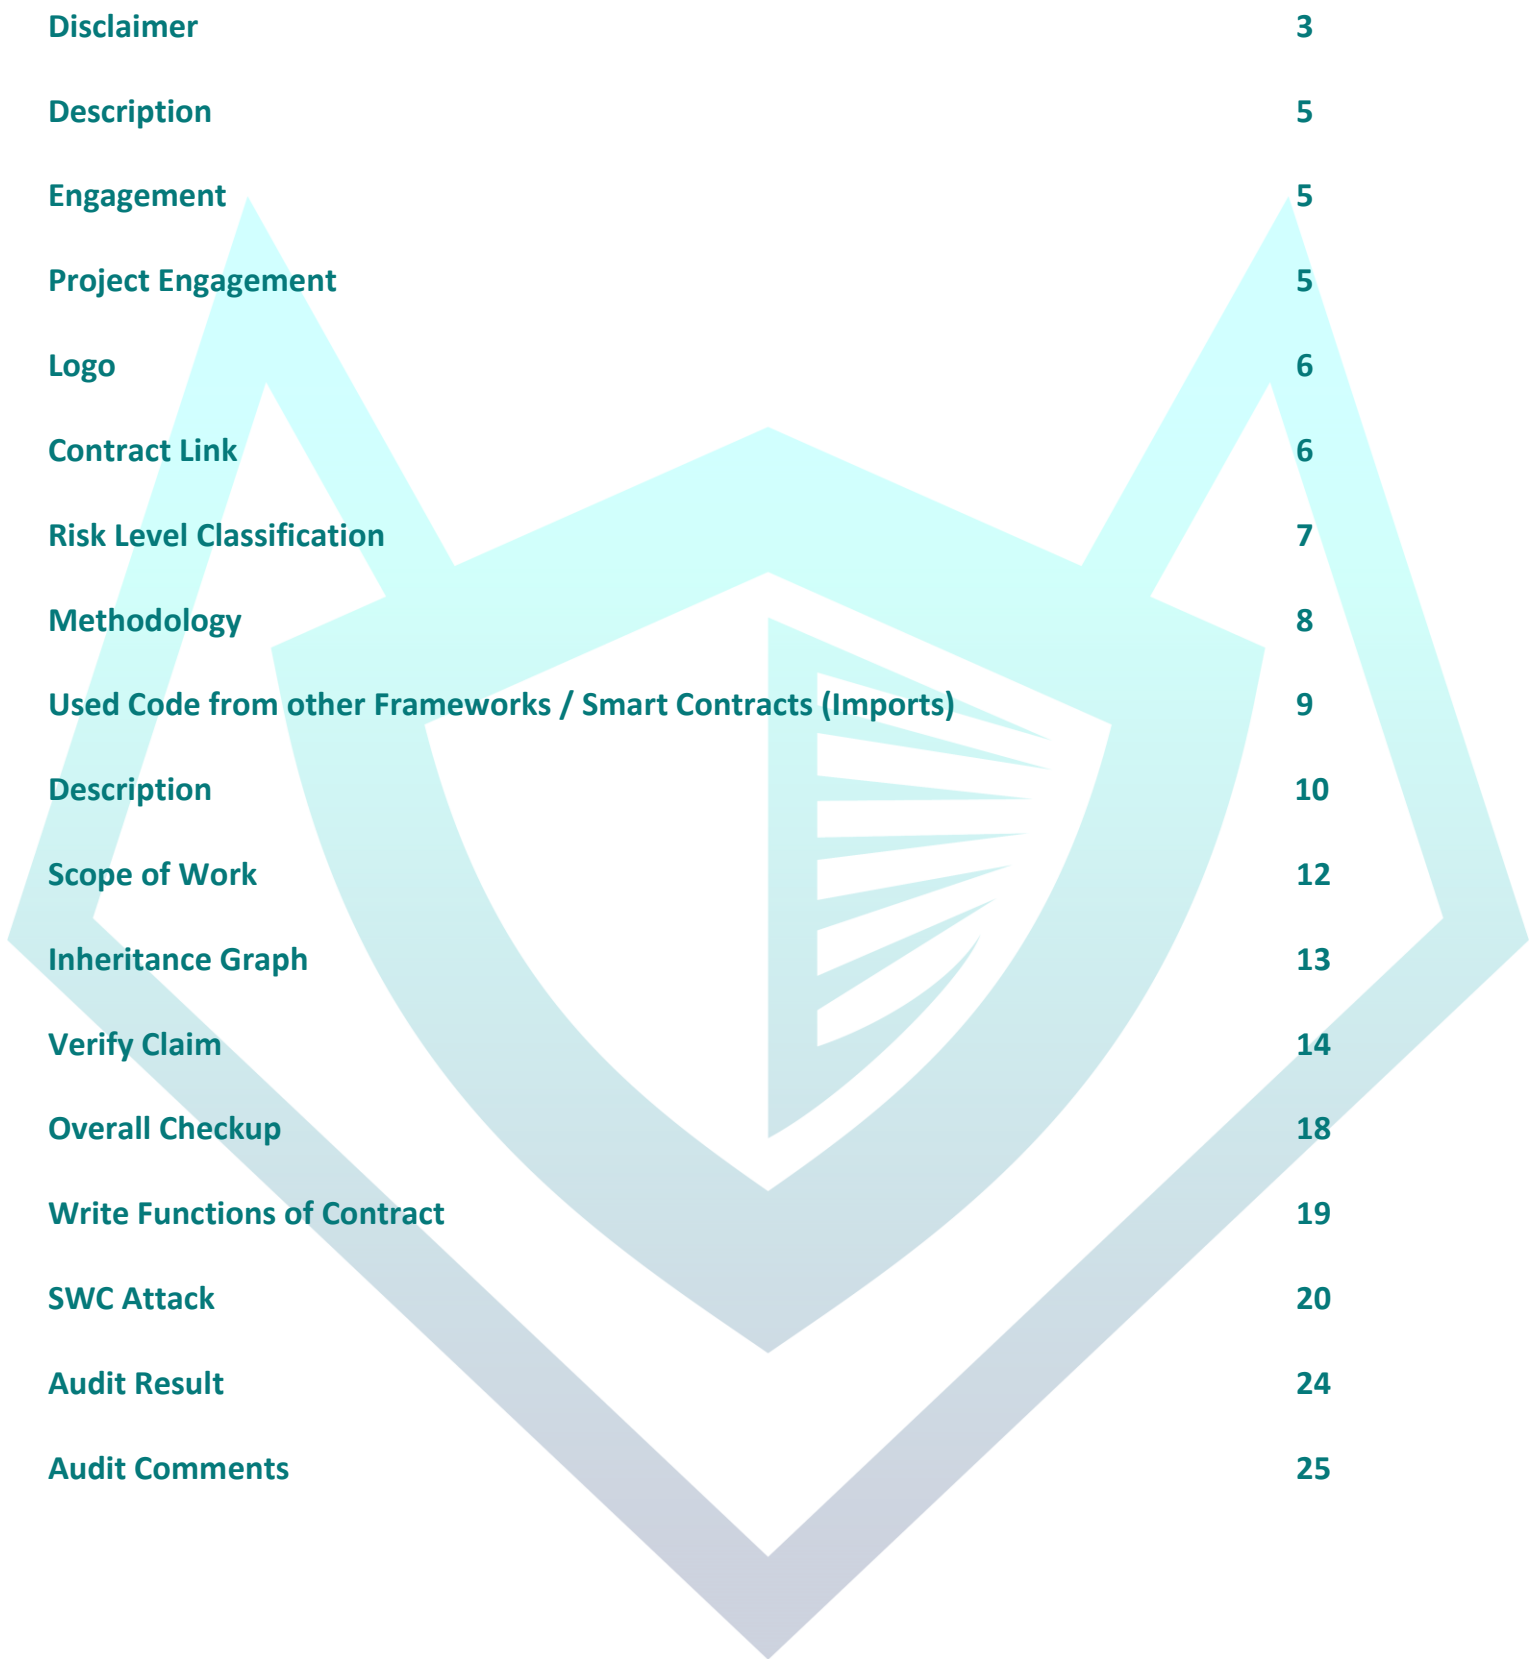 Disclaimer 3
Description 5
Engagement 5
Project Engagement 5
Logo 6
Contract Link 6
Risk Level Classification 7
Methodology 8
Used Code from other Frameworks / Smart Contracts (Imports) 9
Description 10
Scope of Work 12
Inheritance Graph 13
Verify Claim 14
Overall Checkup 18
Write Functions of Contract 19
SWC Attack 20
Audit Result 24
Audit Comments 25